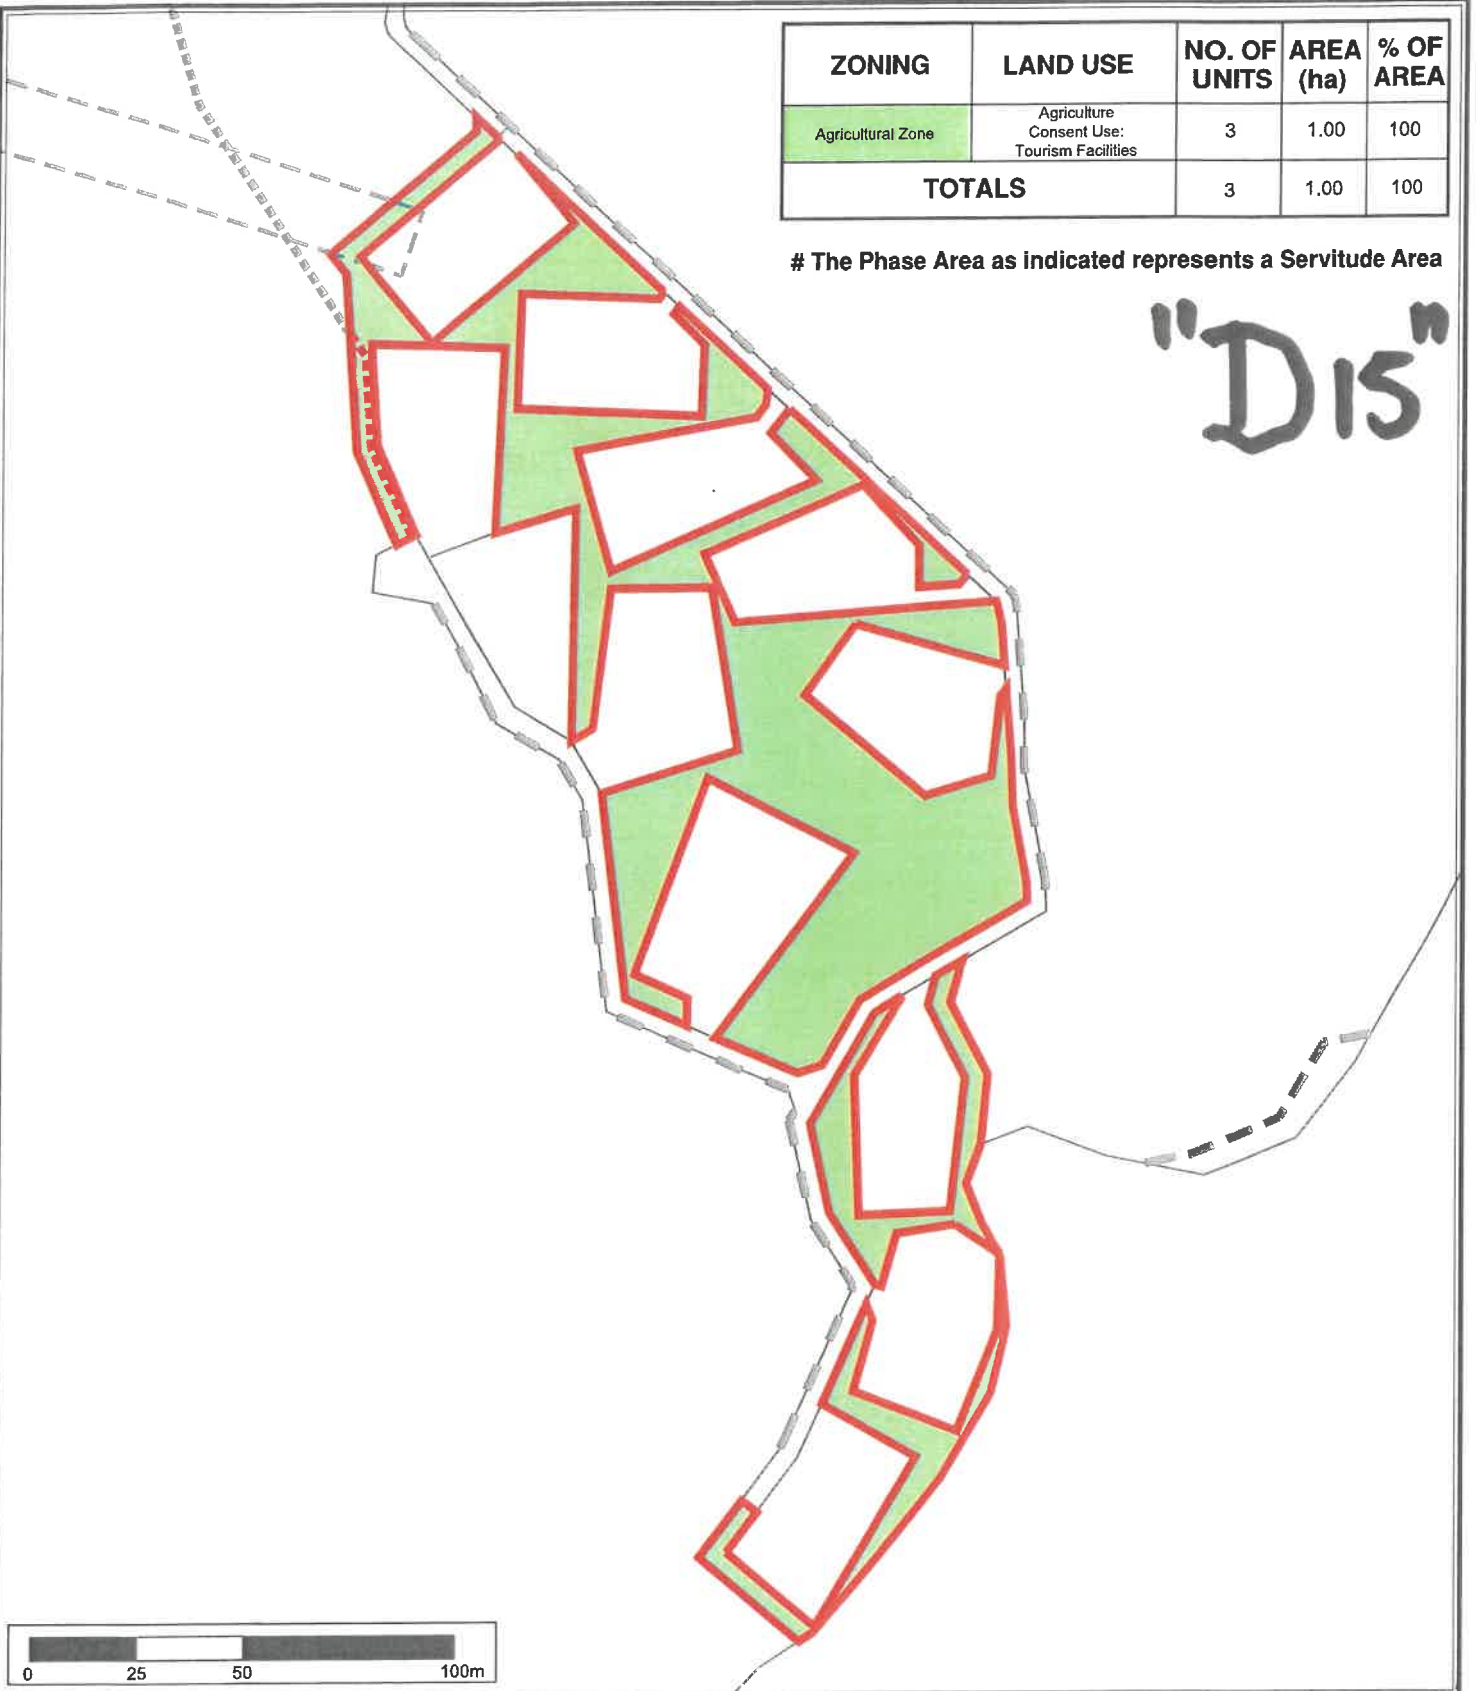 ZONING LAND USE NO. OF UNITS AREA (ha) % OF AREA
Agricultural Zone Agriculture Consent Use: Tourism Facilities 3 1.00 100
TOTALS 3 1.00 100
# The Phase Area as indicated represents a Servitude Area
"D15"
0 25 50 100m